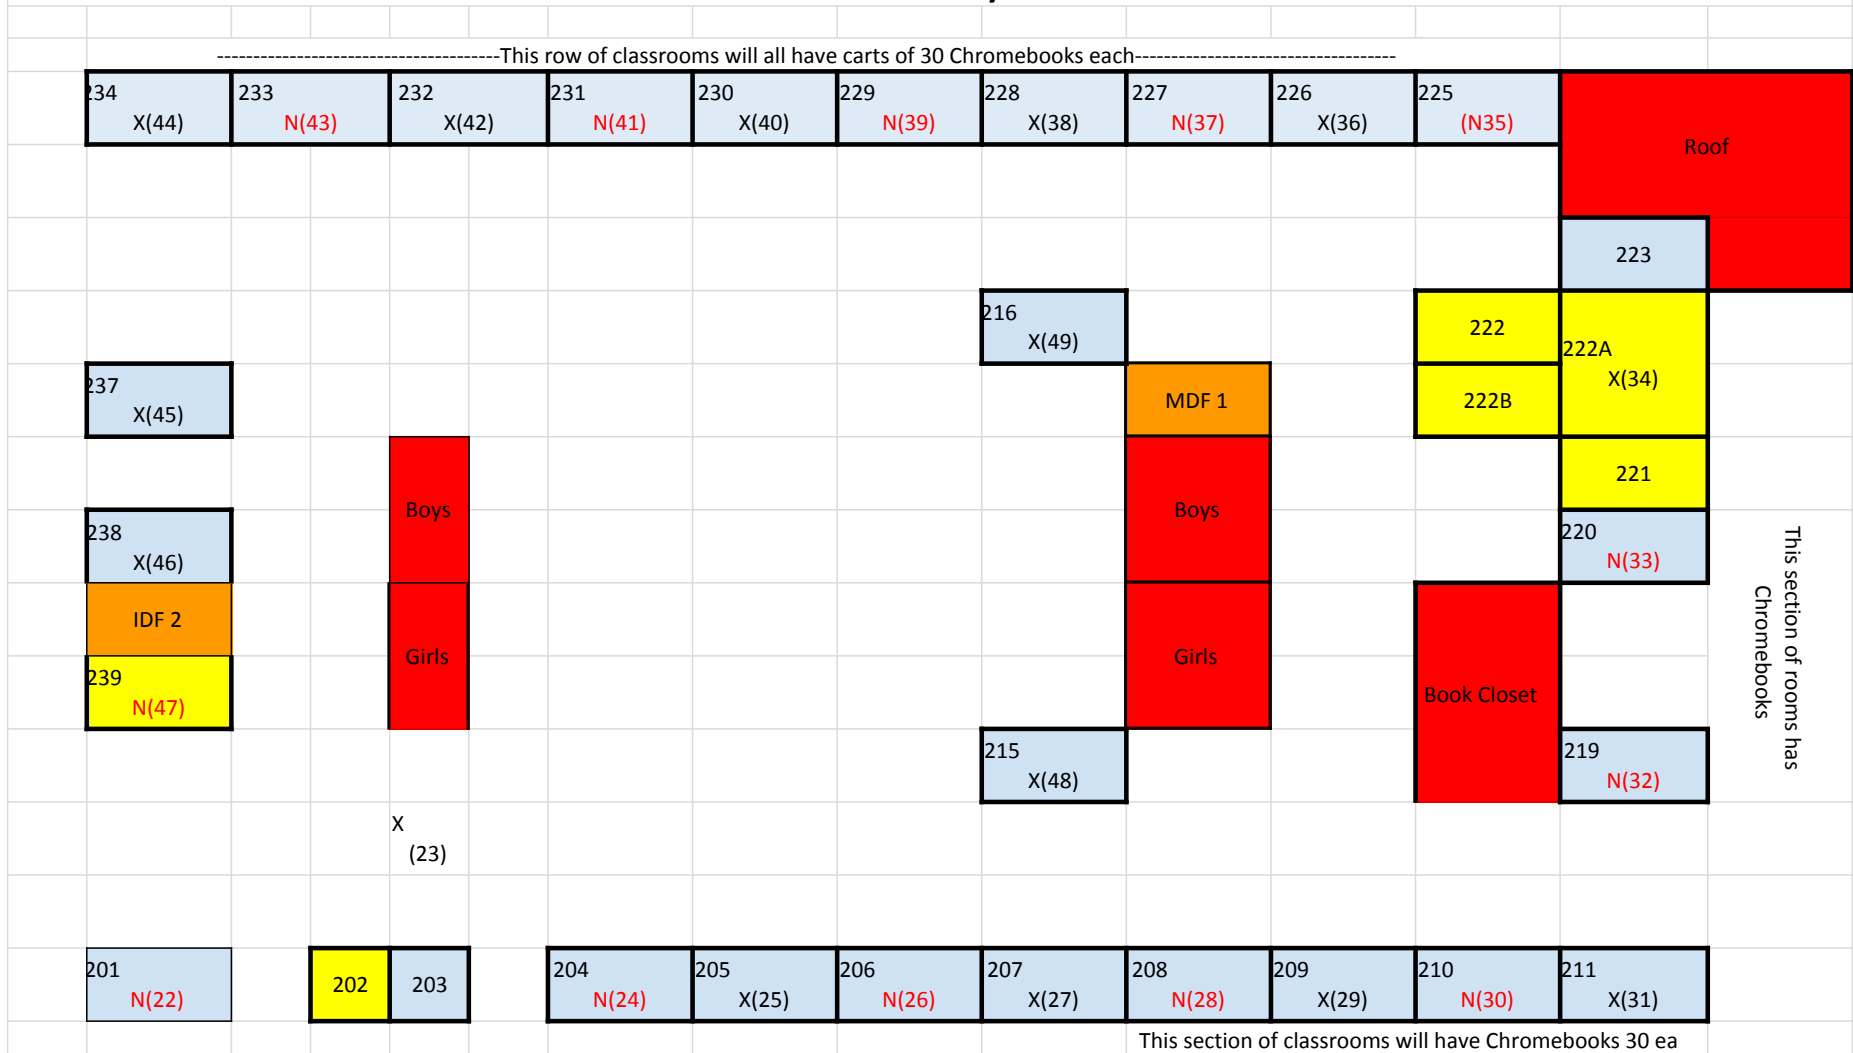 ------------------------------------This row of classrooms will all have carts of 30 Chromebooks each---------------------------------
234 233 232 231 230 229 228 227 226 225
X(44) N(43) X(42) N(41) X(40) N(39) X(38) N(37) X(36) (N35)
Roof
223
216
X(49)
222
222A
X(34)
237
X(45)
MDF 1
222B
221
Boys
Boys
238
X(46)
220
N(33)
This section of rooms has
Chromebooks
IDF 2
Girls
Girls
239
N(47)
Book Closet
215
X(48)
219
N(32)
X
(23)
201 202 203 204 205 206 207 208 209 210 211
N(22) N(24) X(25) N(26) X(27) N(28) X(29) N(30) X(31)
This section of classrooms will have Chromebooks 30 ea